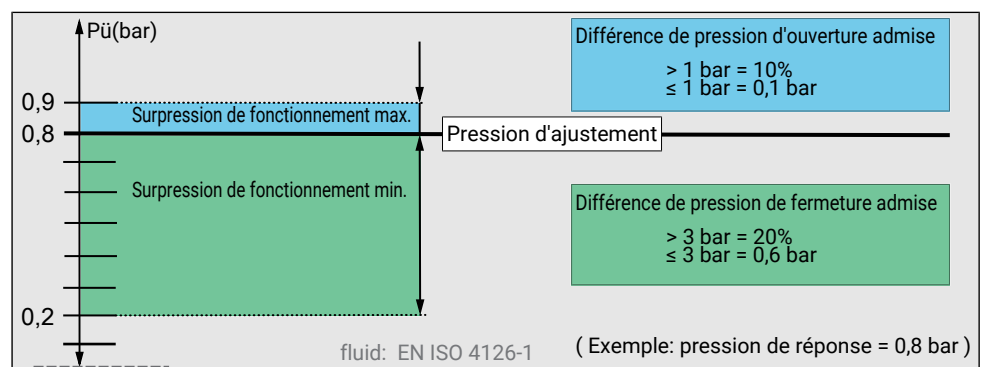 Pü(bar)
Différence de pression d'ouverture admise
> 1 bar = 10%
≤ 1 bar = 0,1 bar
0,9
Surpression de fonctionnement max.
0,8
Pression d'ajustement
Surpression de fonctionnement min.
Différence de pression de fermeture admise
> 3 bar = 20%
≤ 3 bar = 0,6 bar
0,2
fluid: EN ISO 4126-1
( Exemple: pression de réponse = 0,8 bar )